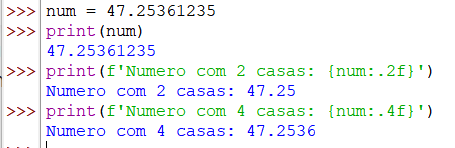 >>> num = 47.25361235
>>> print(num)
47.25361235
>>> print(f'Numero com 2 casas: {num:.2f}')
Numero com 2 casas: 47.25
>>> print(f'Numero com 4 casas: {num:.4f}')
Numero com 4 casas: 47.2536
>>>